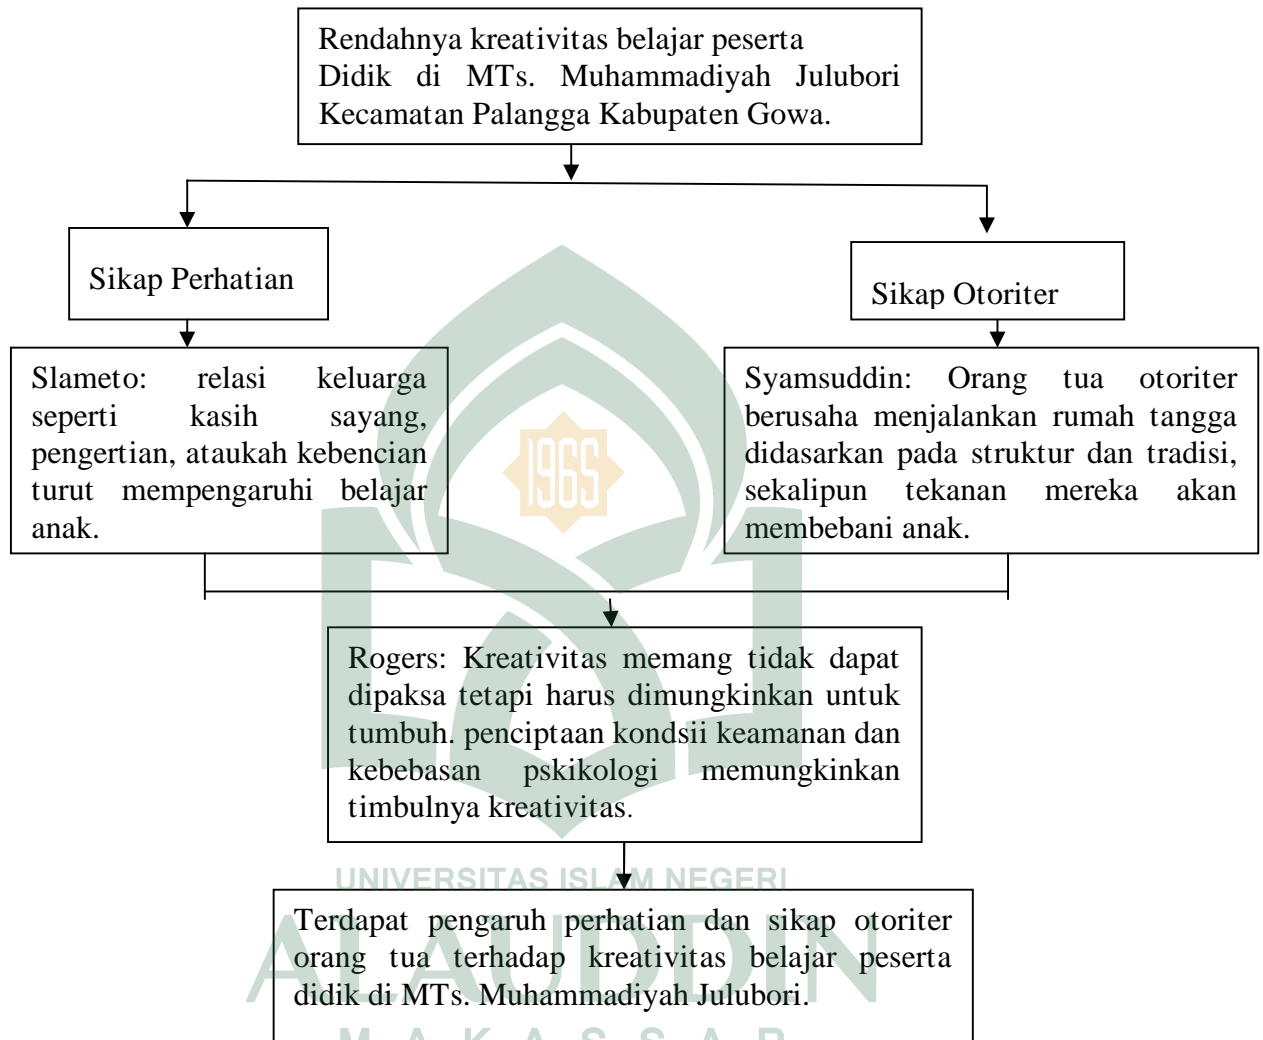 Rendahnya kreativitas belajar peserta
Didik di MTs. Muhammadiyah Julubori
Kecamatan Palangga Kabupaten Gowa.
Sikap Perhatian
Sikap Otoriter
Slameto: relasi keluarga
seperti kasih sayang,
pengertian, ataukah kebencian
turut mempengaruhi belajar
anak.
Syamsuddin: Orang tua otoriter
berusaha menjalankan rumah tangga
didasarkan pada struktur dan tradisi,
sekalipun tekanan mereka akan
membebani anak.
1965
Rogers: Kreativitas memang tidak dapat
dipaksa tetapi harus dimungkinkan untuk
tumbuh. penciptaan kondsii keamanan dan
kebebasan pskikologi memungkinkan
timbulnya kreativitas.
UNIVERSITAS ISLAM NEGERI
ALAUDDIN
MAKASSAR
Terdapat pengaruh perhatian dan sikap otoriter
orang tua terhadap kreativitas belajar peserta
didik di MTs. Muhammadiyah Julubori.